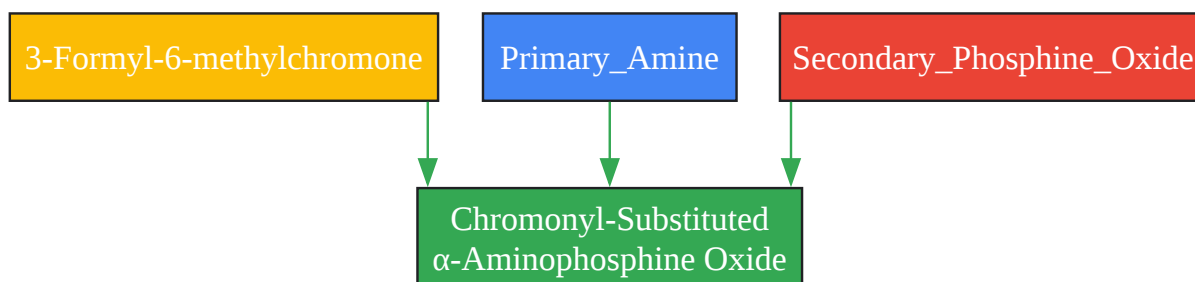 3-Formyl-6-methylchromone
Primary_Amine
Secondary_Phosphine_Oxide
Chromonyl-Substituted
α-Aminophosphine Oxide